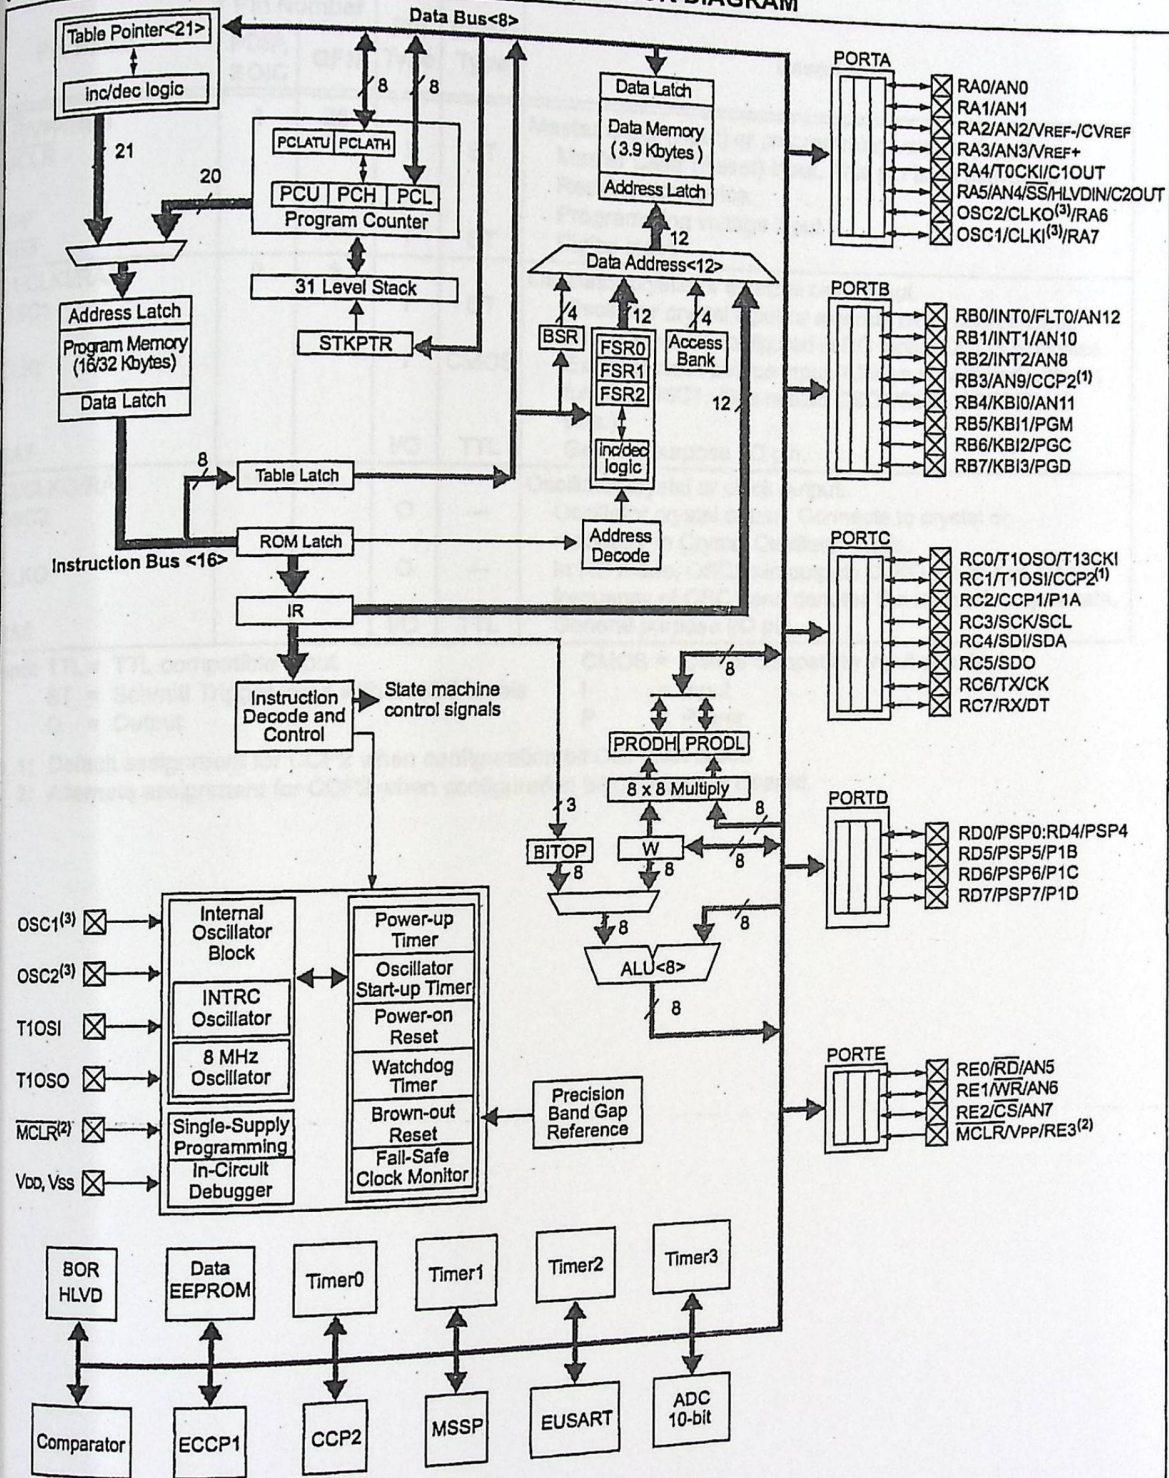 DIAGRAM
Data Bus<8>
Table Pointer<21>
inc/dec logic
21
20
8
8
PCLATU PCLATH
PCU PCH PCL
Program Counter
31 Level Stack
STKPTR
Address Latch
Program Memory
(16/32 Kbytes)
Data Latch
8
Table Latch
ROM Latch
Instruction Bus <16>
IR
Instruction
Decode and
Control
State machine
control signals
Data Latch
Data Memory
(3.9 Kbytes)
Address Latch
12
Data Address<12>
4
12
4
BSR
FSR0
FSR1
FSR2
Access
Bank
12
inc/dec
logic
Address
Decode
8
PRODH PRODL
8 x 8 Multiply
3
8
BITOP
W
8
8
8
8
8
ALU<8>
8
PORTA
RA0/AN0
RA1/AN1
RA2/AN2/VREF-/CVREF
RA3/AN3/VREF+
RA4/T0CKI/C1OUT
RA5/AN4/SS/HLVDIN/C2OUT
OSC2/CLKO(3)/RA6
OSC1/CLKI(3)/RA7
PORTB
RB0/INT0/FLT0/AN12
RB1/INT1/AN10
RB2/INT2/AN8
RB3/AN9/CCP2(1)
RB4/KBI0/AN11
RB5/KBI1/PGM
RB6/KBI2/PGC
RB7/KBI3/PGD
PORTC
RC0/T1OSO/T13CKI
RC1/T1OSI/CCP2(1)
RC2/CCP1/P1A
RC3/SCK/SCL
RC4/SDI/SDA
RC5/SDO
RC6/TX/CK
RC7/RX/DT
PORTD
RD0/PSP0:RD4/PSP4
RD5/PSP5/P1B
RD6/PSP6/P1C
RD7/PSP7/P1D
PORTE
RE0/RD/AN5
RE1/WR/AN6
RE2/CS/AN7
MCLR/VPP/RE3(2)
OSC1(3)
OSC2(3)
T1OSI
T1OSO
MCLR(2)
VDD, VSS
Internal
Oscillator
Block
INTRC
Oscillator
8 MHz
Oscillator
Single-Supply
Programming
In-Circuit
Debugger
Power-up
Timer
Oscillator
Start-up Timer
Power-on
Reset
Watchdog
Timer
Brown-out
Reset
Fail-Safe
Clock Monitor
Precision
Band Gap
Reference
BOR
HLVD
Data
EEPROM
Timer0
Timer1
Timer2
Timer3
Comparator
ECCP1
CCP2
MSSP
EUSART
ADC
10-bit